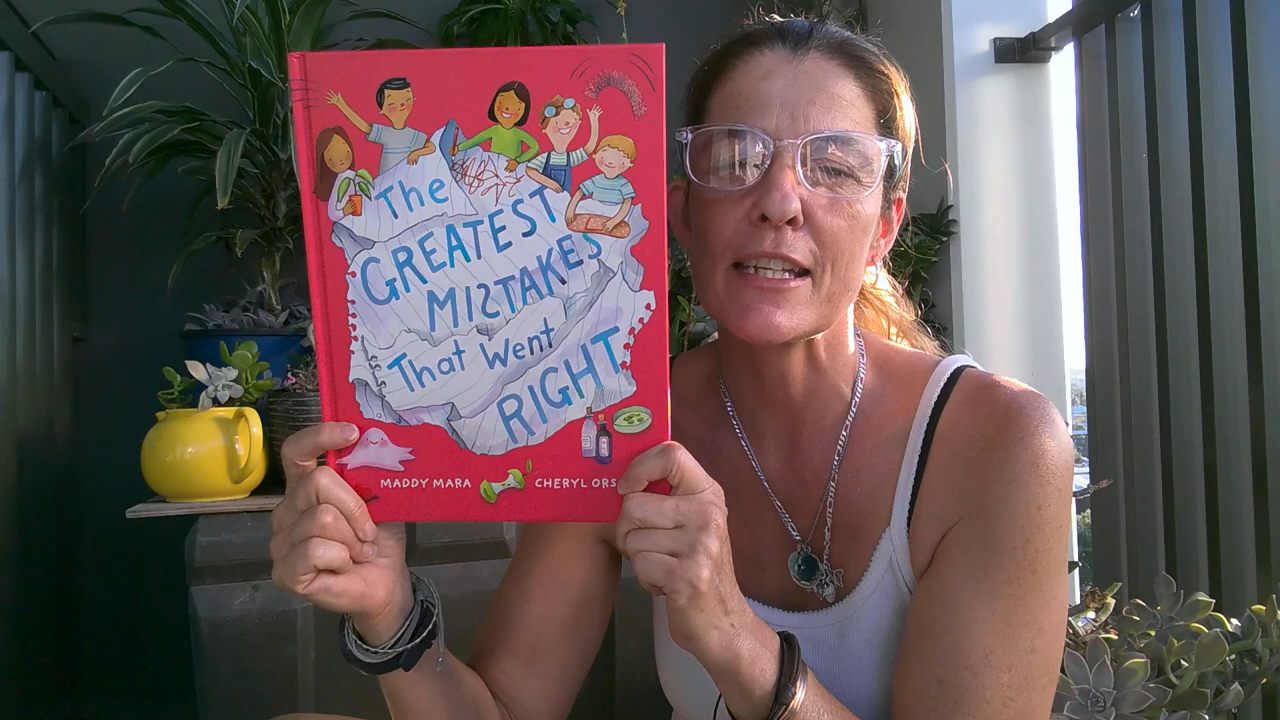 The
GREATEST
MISTAKES
That Went
RIGHT
MADDY MARA CHERYL ORS